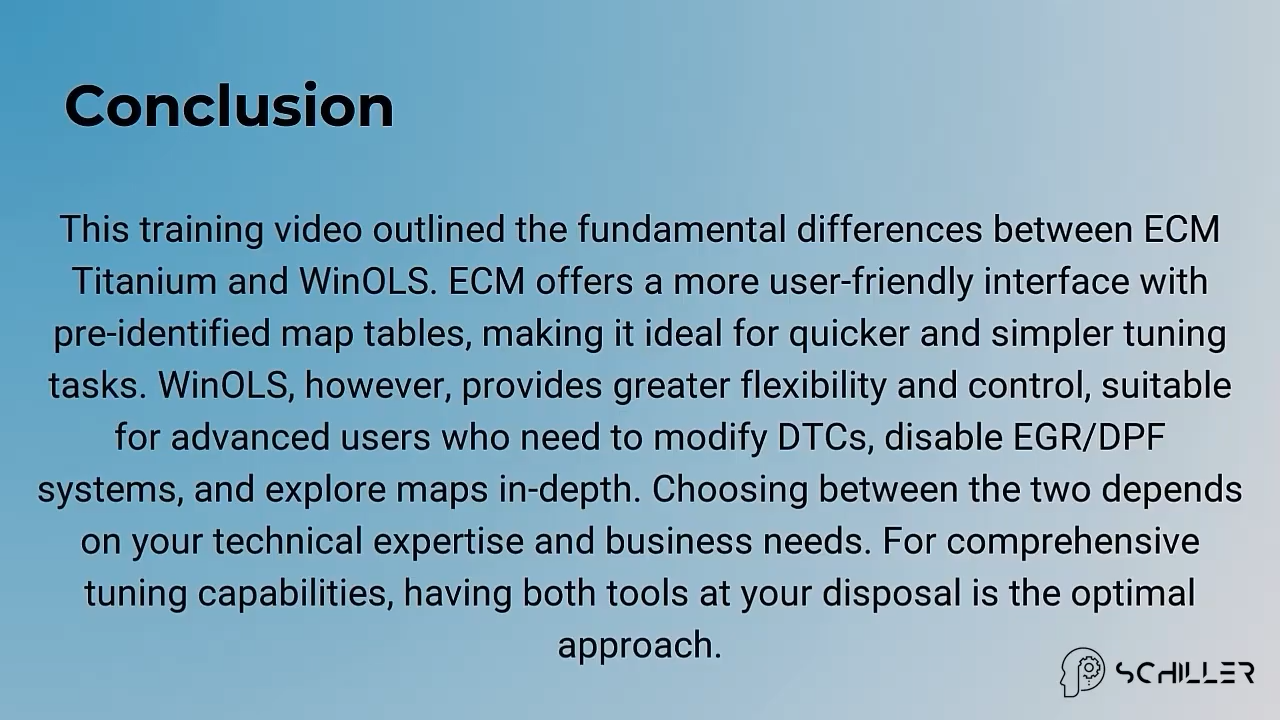 Conclusion
This training video outlined the fundamental differences between ECM
Titanium and WinOLS. ECM offers a more user-friendly interface with
pre-identified map tables, making it ideal for quicker and simpler tuning
tasks. WinOLS, however, provides greater flexibility and control, suitable
for advanced users who need to modify DTCs, disable EGR/DPF
systems, and explore maps in-depth. Choosing between the two depends
on your technical expertise and business needs. For comprehensive
tuning capabilities, having both tools at your disposal is the optimal
approach.
SCHILLER